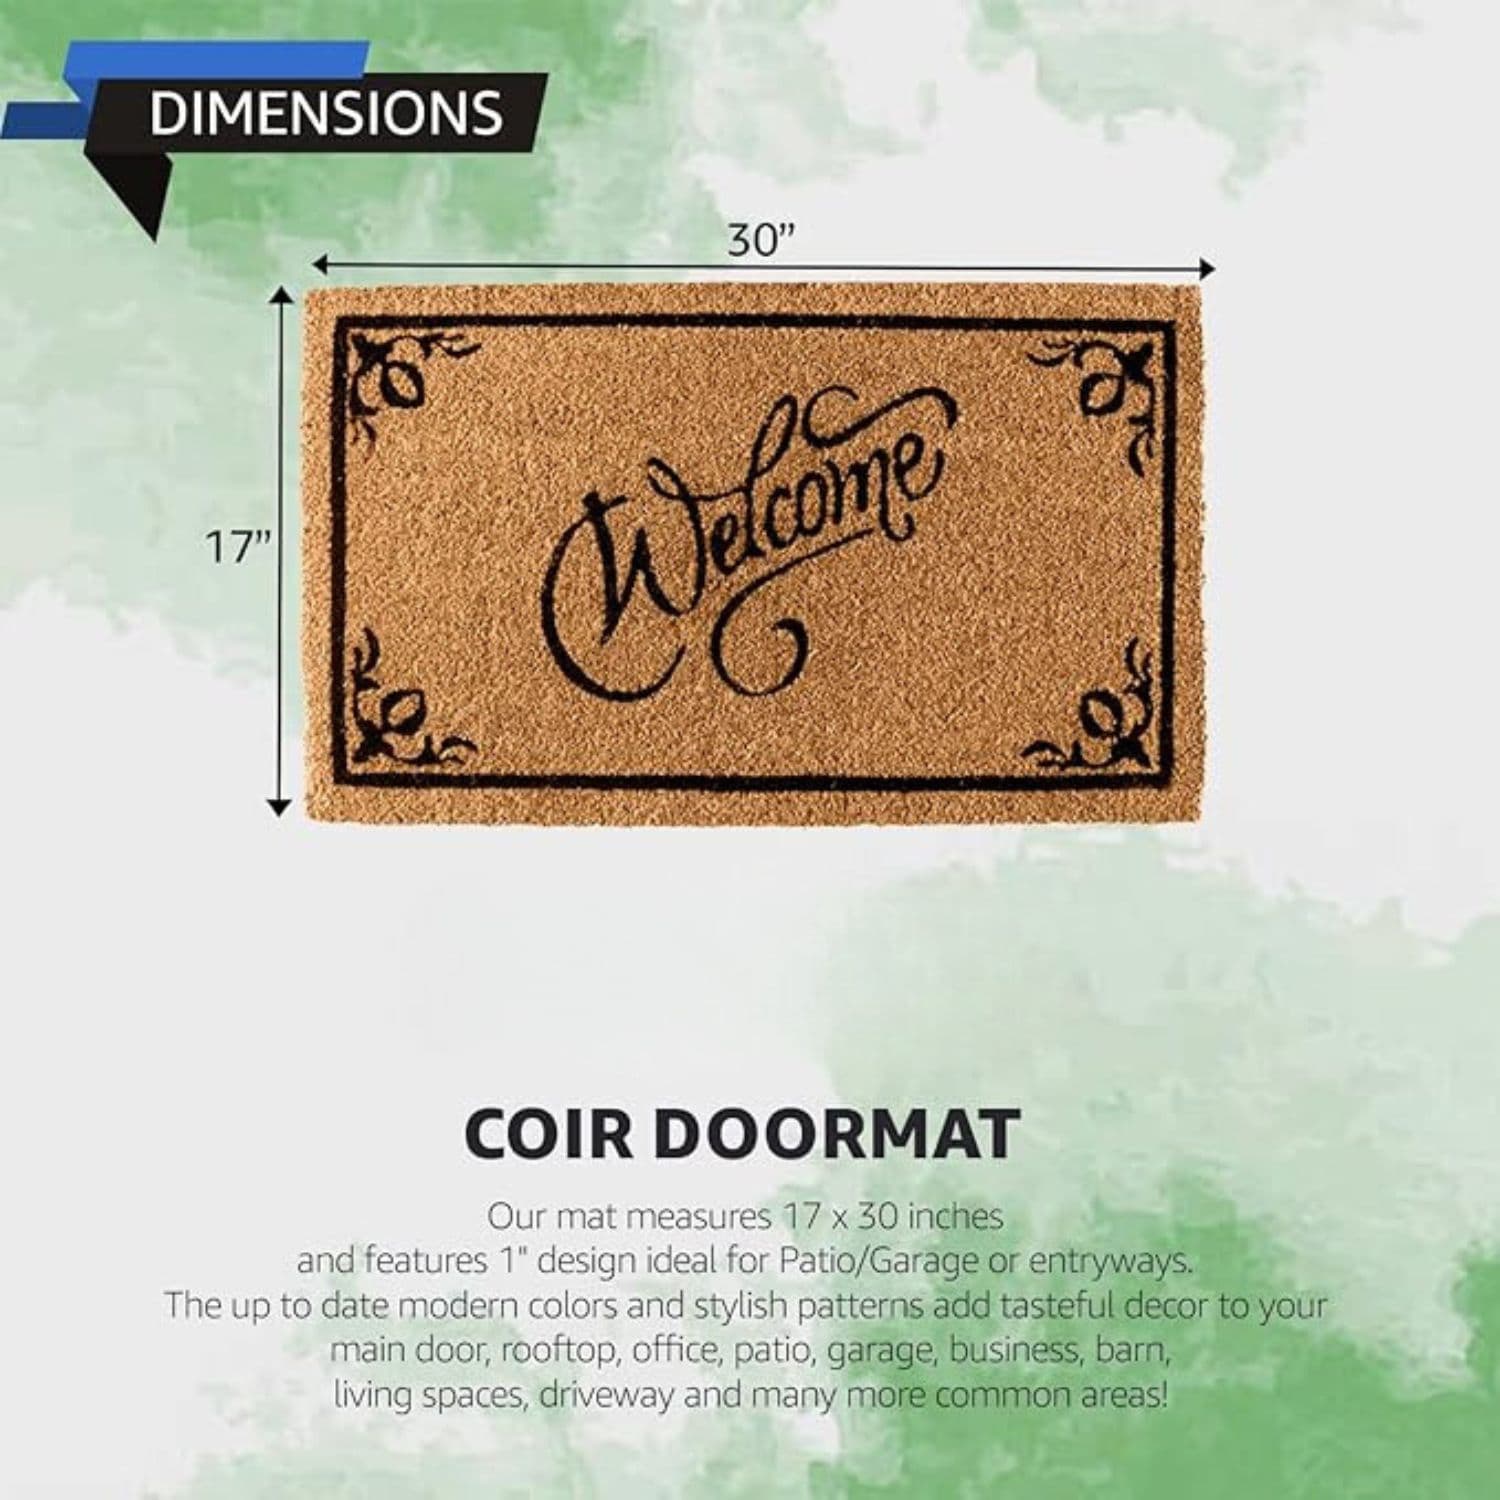 DIMENSIONS
30”
17”
Welcome
COIR DOORMAT
Our mat measures 17 x 30 inches
and features 1" design ideal for Patio/Garage or entryways.
The up to date modern colors and stylish patterns add tasteful decor to your
main door, rooftop, office, patio, garage, business, barn,
living spaces, driveway and many more common areas!